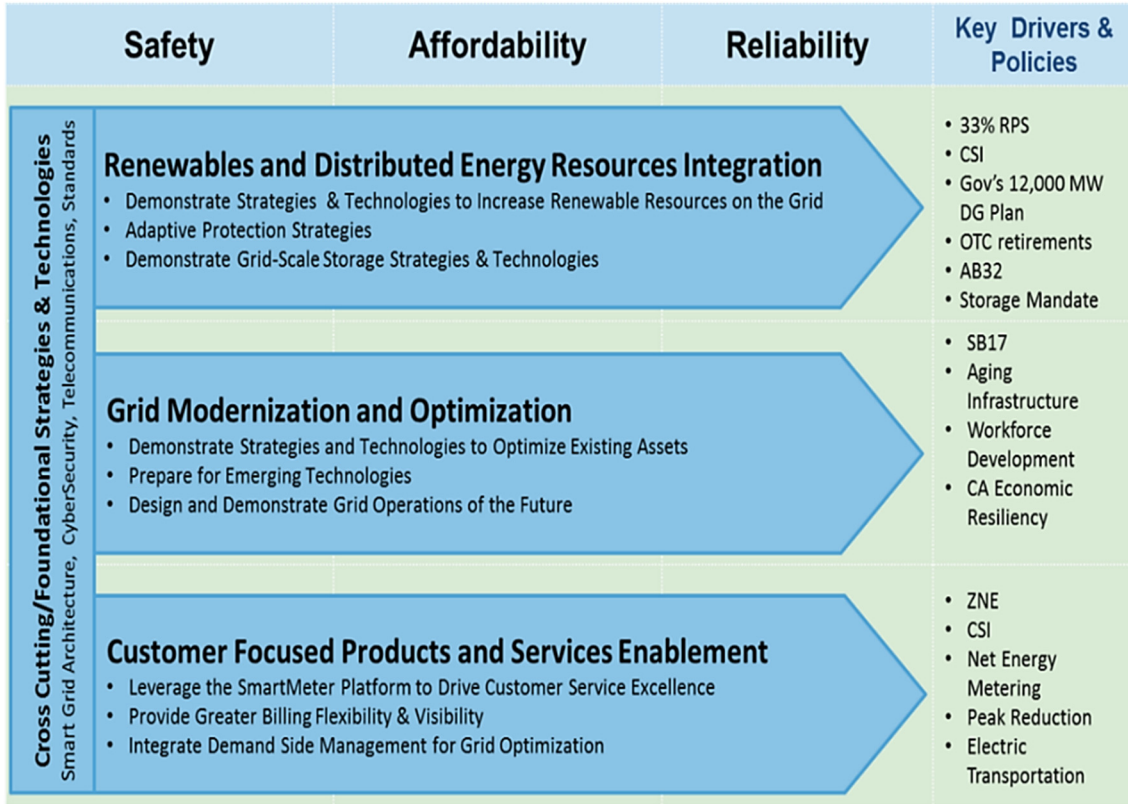 Safety
Affordability
Reliability
Key Drivers &
Policies
Cross Cutting/Foundational Strategies & Technologies
Smart Grid Architecture, CyberSecurity, Telecommunications, Standards
Renewables and Distributed Energy Resources Integration
• Demonstrate Strategies & Technologies to Increase Renewable Resources on the Grid
• Adaptive Protection Strategies
• Demonstrate Grid-Scale Storage Strategies & Technologies
• 33% RPS
• CSI
• Gov's 12,000 MW
DG Plan
• OTC retirements
• AB32
• Storage Mandate
Grid Modernization and Optimization
• Demonstrate Strategies and Technologies to Optimize Existing Assets
• Prepare for Emerging Technologies
• Design and Demonstrate Grid Operations of the Future
• SB17
• Aging
Infrastructure
• Workforce
Development
• CA Economic
Resiliency
Customer Focused Products and Services Enablement
• Leverage the SmartMeter Platform to Drive Customer Service Excellence
• Provide Greater Billing Flexibility & Visibility
• Integrate Demand Side Management for Grid Optimization
• ZNE
• CSI
• Net Energy
Metering
• Peak Reduction
• Electric
Transportation